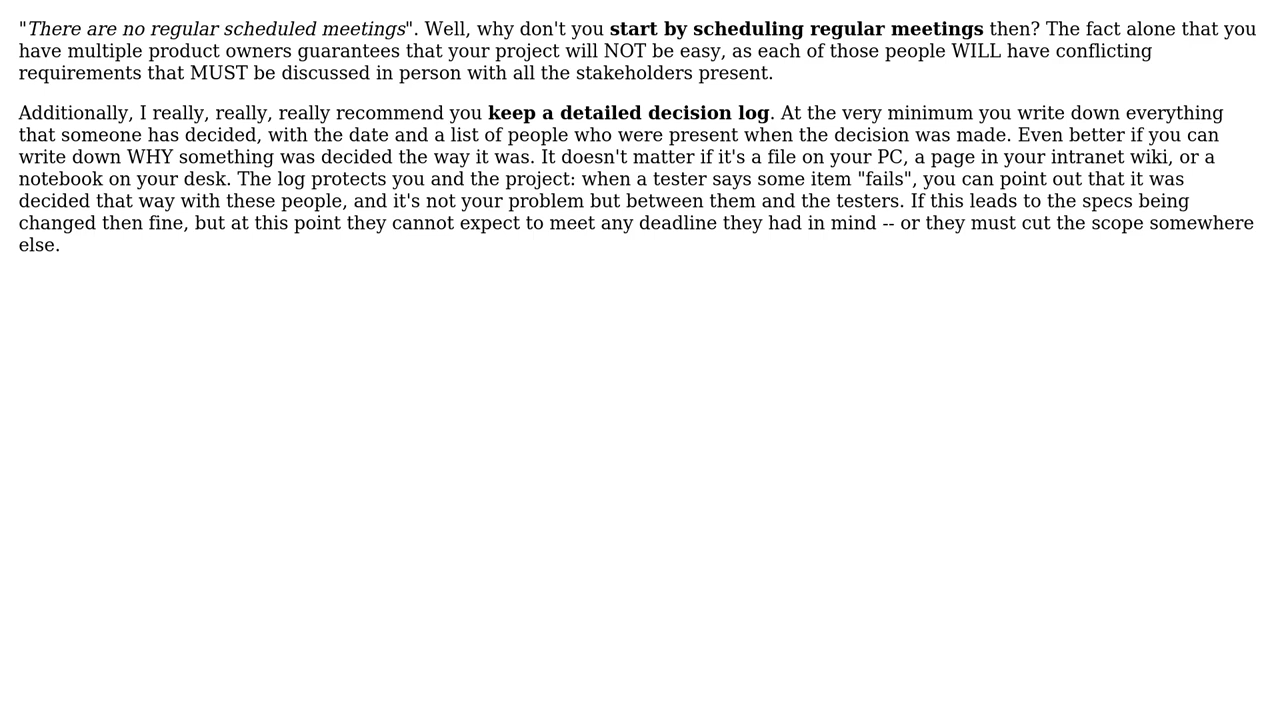 "There are no regular scheduled meetings". Well, why don't you start by scheduling regular meetings then? The fact alone that you
have multiple product owners guarantees that your project will NOT be easy, as each of those people WILL have conflicting
requirements that MUST be discussed in person with all the stakeholders present.
Additionally, I really, really, really recommend you keep a detailed decision log. At the very minimum you write down everything
that someone has decided, with the date and a list of people who were present when the decision was made. Even better if you can
write down WHY something was decided the way it was. It doesn't matter if it's a file on your PC, a page in your intranet wiki, or a
notebook on your desk. The log protects you and the project: when a tester says some item "fails", you can point out that it was
decided that way with these people, and it's not your problem but between them and the testers. If this leads to the specs being
changed then fine, but at this point they cannot expect to meet any deadline they had in mind -- or they must cut the scope somewhere
else.